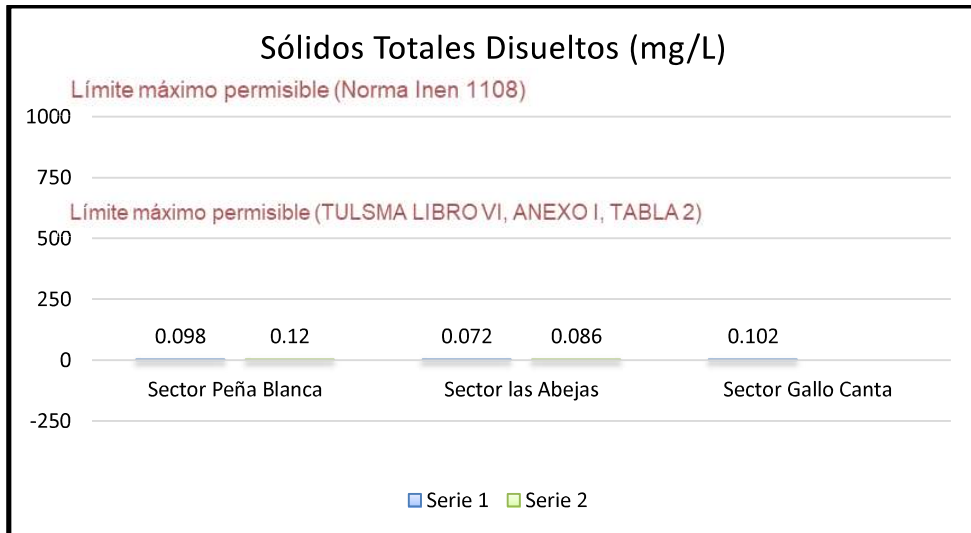 Sólidos Totales Disueltos (mg/L)
Límite máximo permisible (Norma Inen 1108)
1000
750
Límite máximo permisible (TULSMA LIBRO VI, ANEXO I, TABLA 2)
500
250
0.098 0.12 0.072 0.086 0.102
0
Sector Peña Blanca Sector las Abejas Sector Gallo Canta
-250
Serie 1 Serie 2